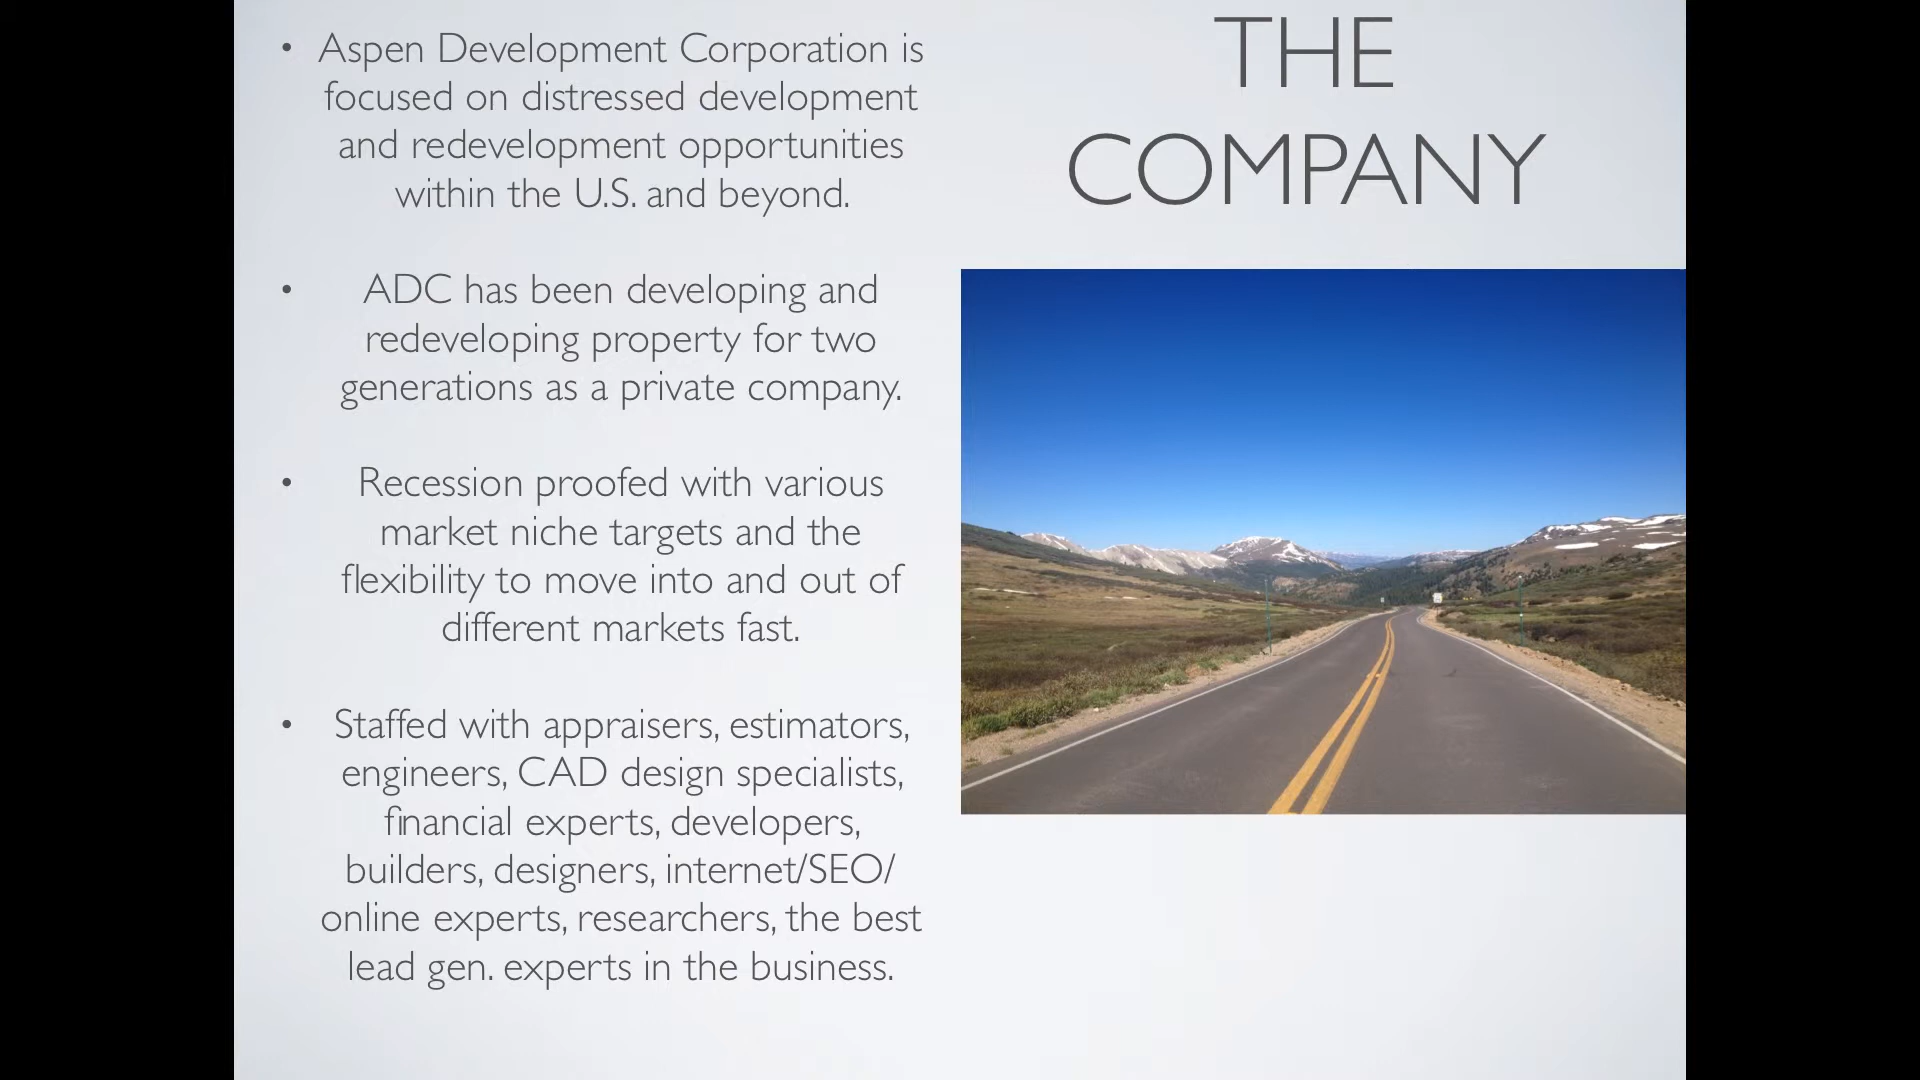 THE
COMPANY
• Aspen Development Corporation is
focused on distressed development
and redevelopment opportunities
within the U.S. and beyond.
• ADC has been developing and
redeveloping property for two
generations as a private company.
• Recession proofed with various
market niche targets and the
flexibility to move into and out of
different markets fast.
• Staffed with appraisers, estimators,
engineers, CAD design specialists,
financial experts, developers,
builders, designers, internet/SEO/
online experts, researchers, the best
lead gen. experts in the business.